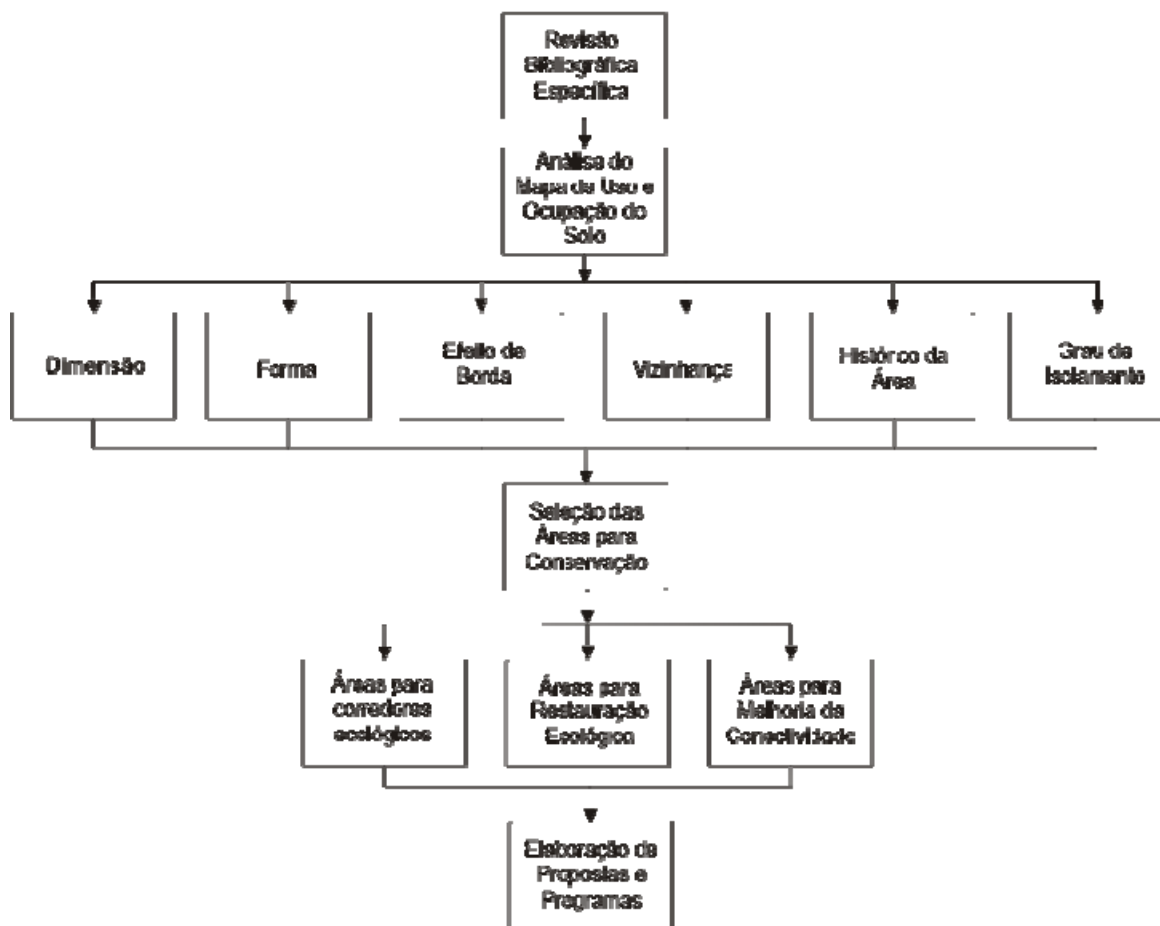 Revisão
Bibliográfica
Específica
Análise do
Mapa de Uso e
Ocupação do
Solo
Dimensão
Forma
Efeito de
Borda
Vizinhança
Histórico da
Área
Grau de
Isolamento
Seleção das
Áreas para
Conservação
Áreas para
corredores
ecológicos
Áreas para
Restauração
Ecológica
Áreas para
Melhoria da
Conectividade
Elaboração de
Propostas e
Programas